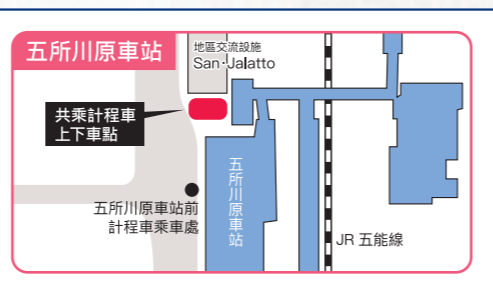 五所川原車站
地區交流設施
San・Jalatto
共乘計程車
上下車點
五所川原車站
五所川原車站前
計程車乘車處
JR 五能線